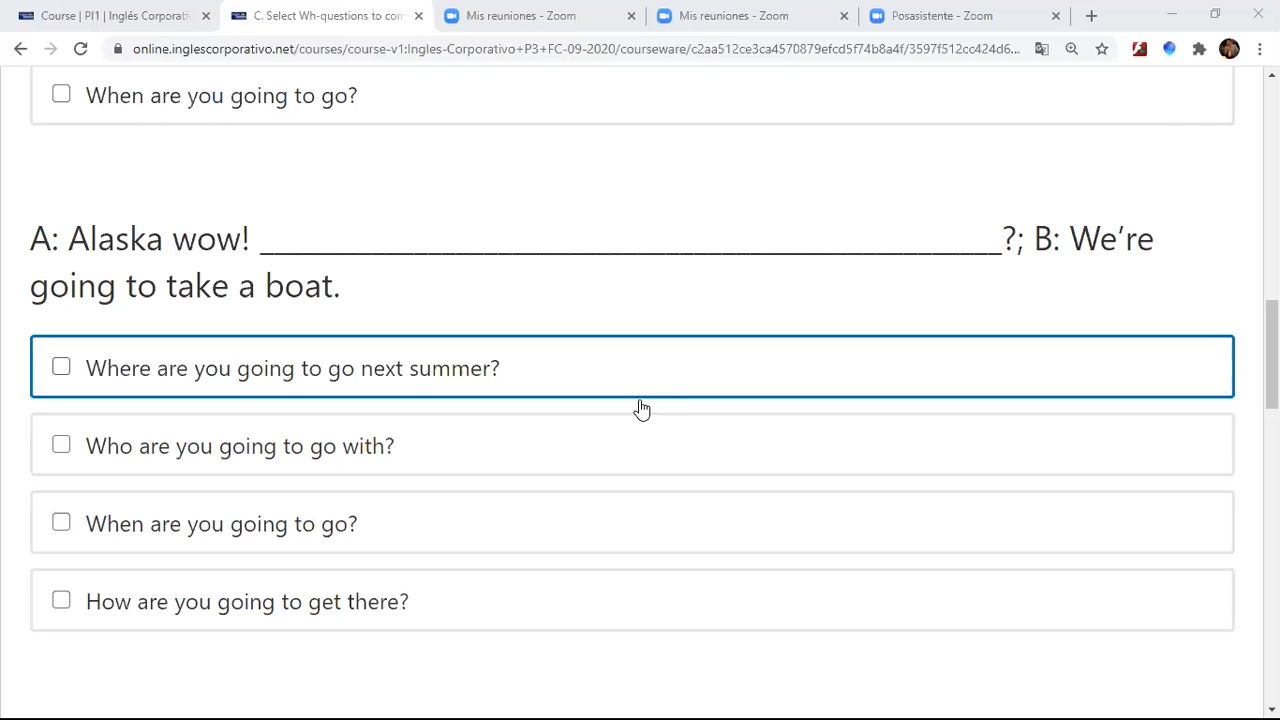 Course | PI1 | Inglés Corporati
C. Select Wh-questions to com
Mis reuniones - Zoom
Mis reuniones - Zoom
Posasistente - Zoom
online.inglescorporativo.net/courses/course-v1:Ingles-Corporativo+P3+FC-09-2020/courseware/c2aa512ce3ca4570879efcd5f74b8a4f/3597f512cc424d6...
When are you going to go?
A: Alaska wow! ______________________________________________?; B: We’re
going to take a boat.
Where are you going to go next summer?
Who are you going to go with?
When are you going to go?
How are you going to get there?